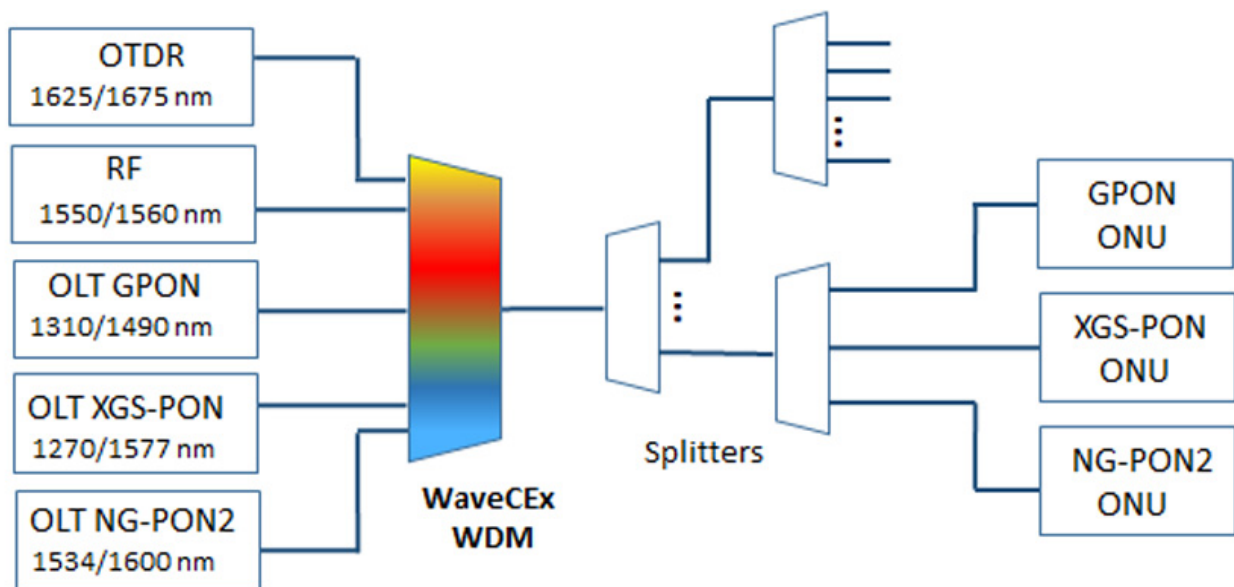 OTDR
1625/1675 nm
RF
1550/1560 nm
OLT GPON
1310/1490 nm
OLT XGS-PON
1270/1577 nm
OLT NG-PON2
1534/1600 nm
WaveCEx
WDM
Splitters
GPON
ONU
XGS-PON
ONU
NG-PON2
ONU